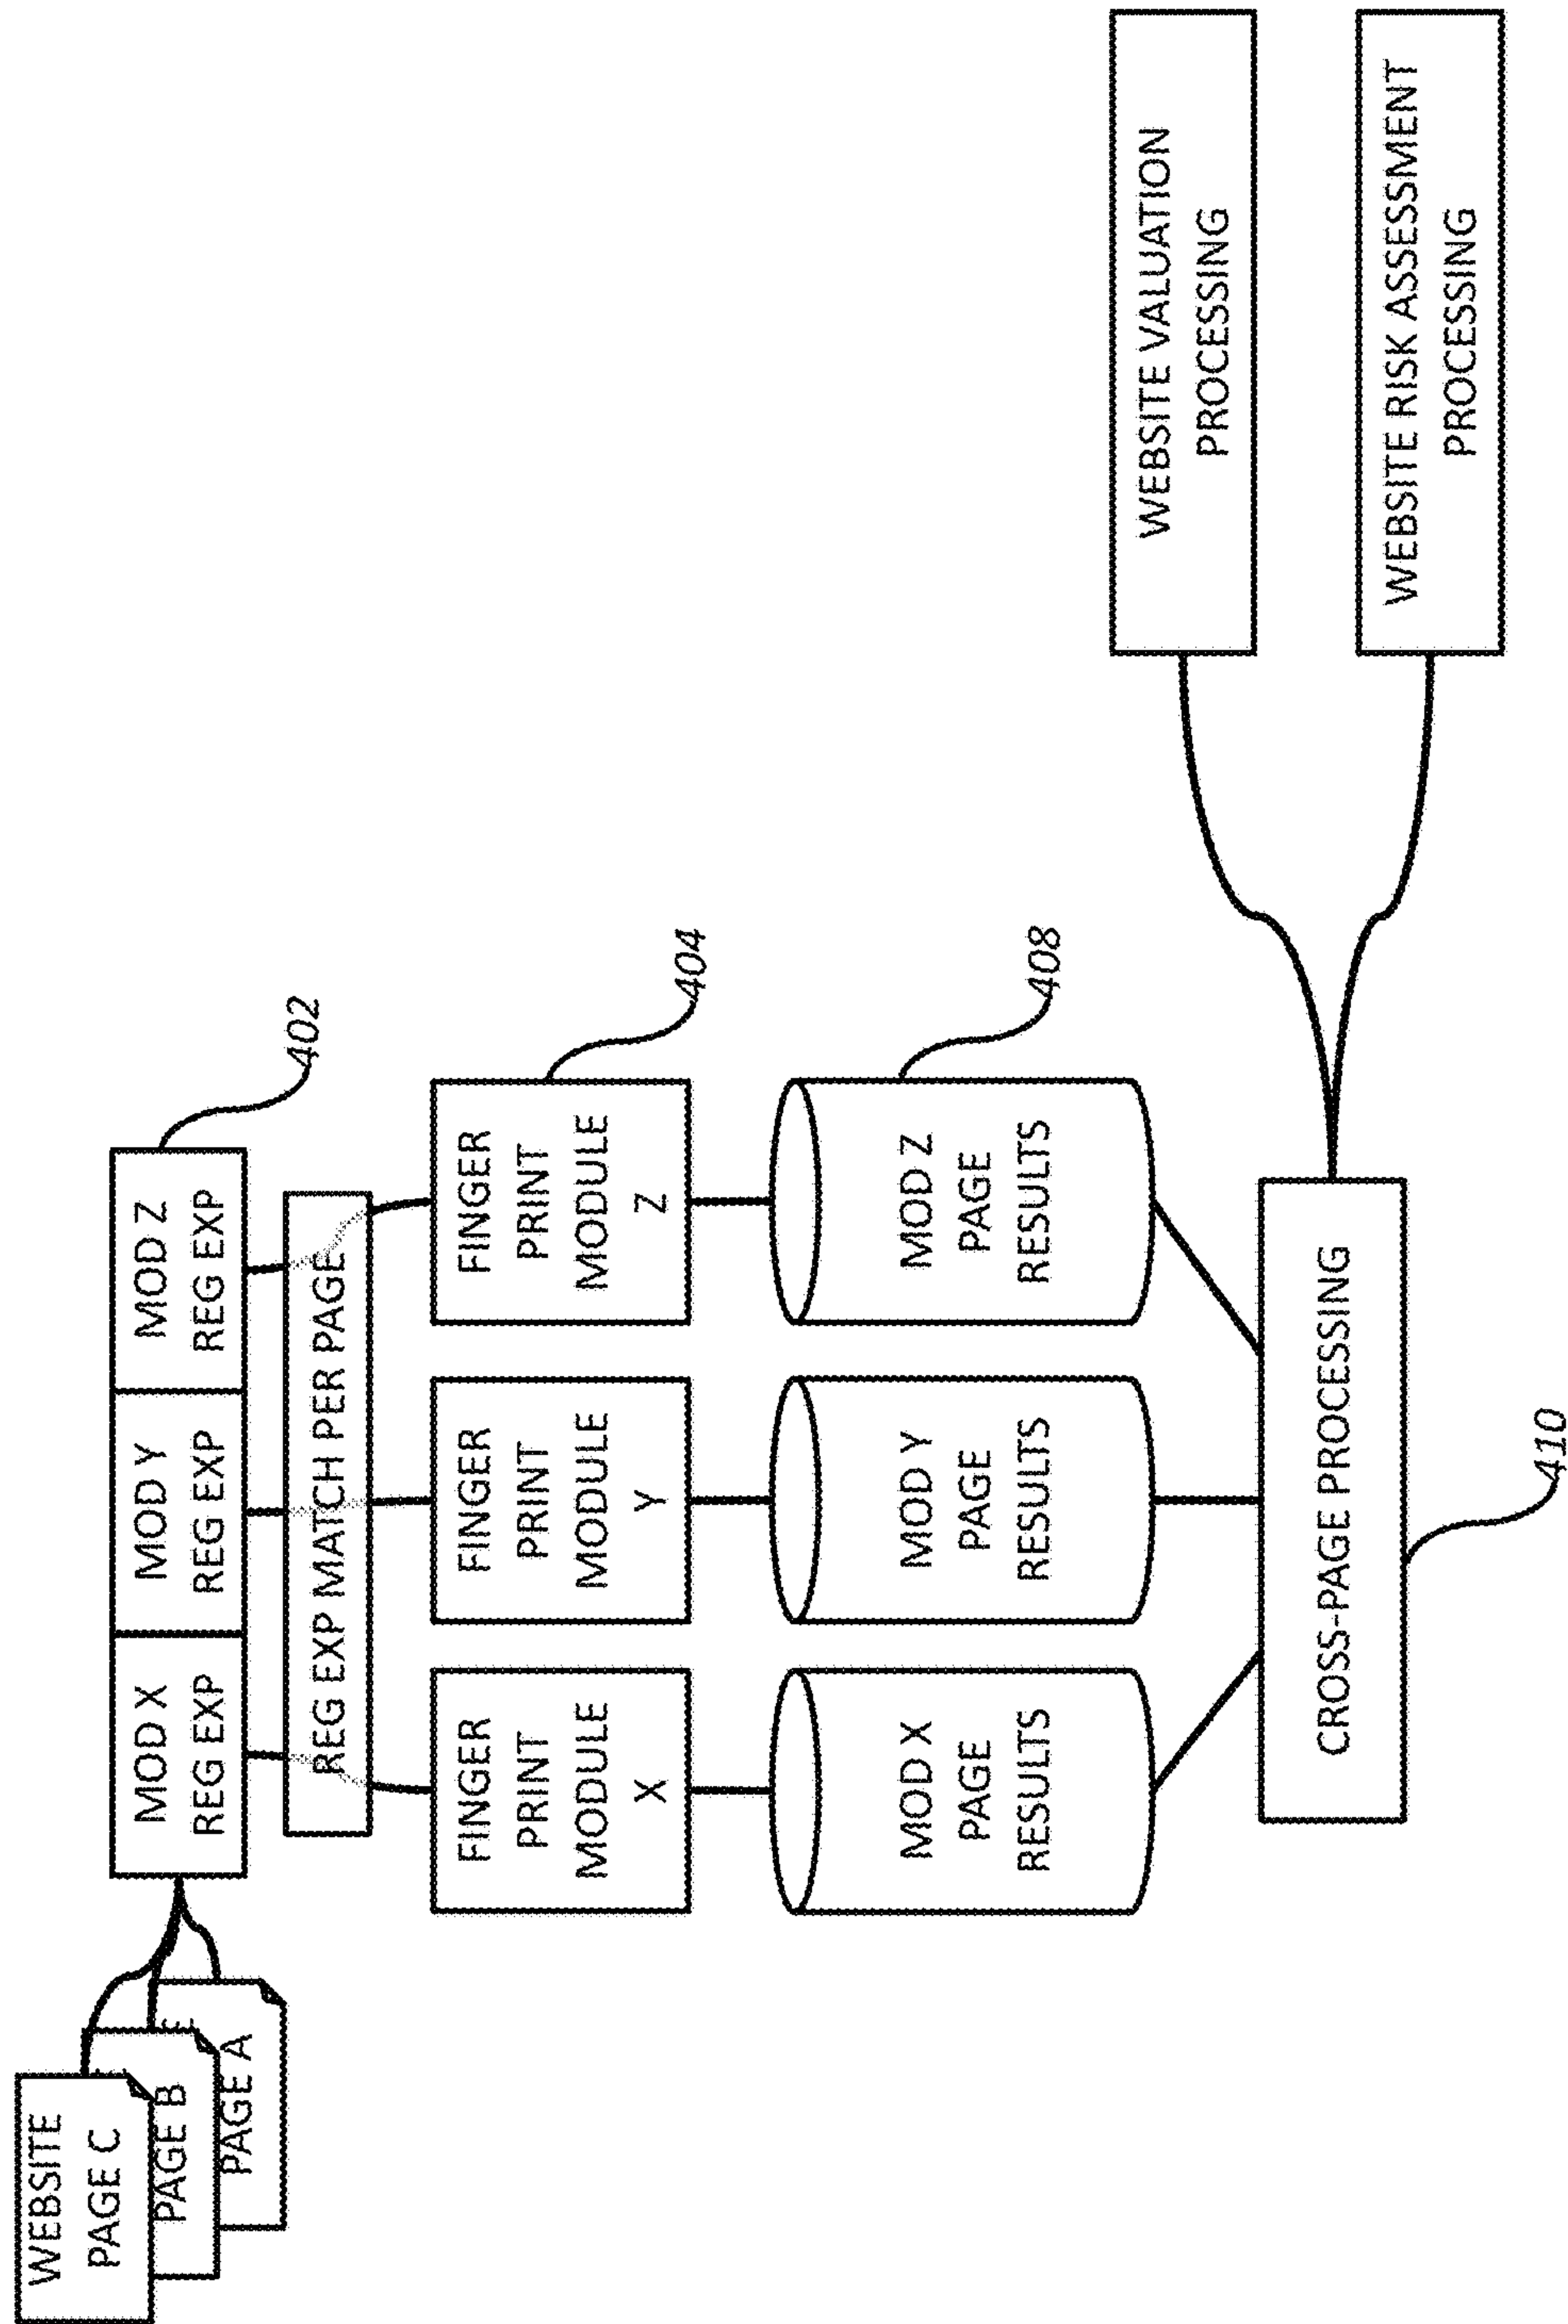 WEBSITE
PAGE C
PAGE B
PAGE A
MOD X
REG EXP
MOD Y
REG EXP
MOD Z
REG EXP
402
REG EXP MATCH PER PAGE
FINGER
PRINT
MODULE
X
FINGER
PRINT
MODULE
Y
FINGER
PRINT
MODULE
Z
404
MOD X
PAGE
RESULTS
MOD Y
PAGE
RESULTS
MOD Z
PAGE
RESULTS
408
CROSS-PAGE PROCESSING
410
WEBSITE VALUATION
PROCESSING
WEBSITE RISK ASSESSMENT
PROCESSING